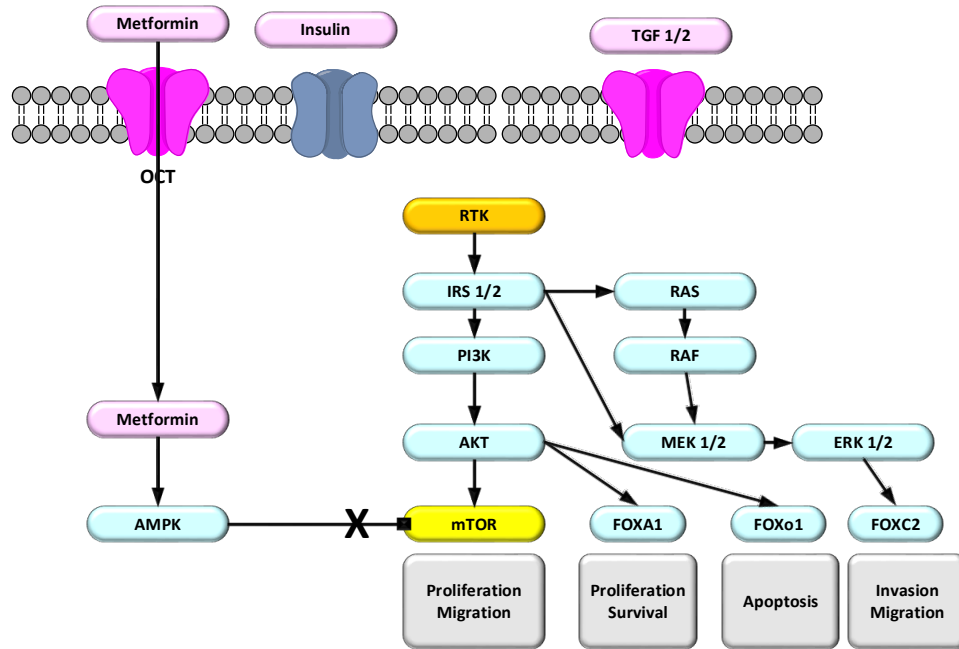 Metformin
Insulin
TGF 1/2
OCT
RTK
IRS 1/2
RAS
PI3K
RAF
Metformin
AKT
MEK 1/2
ERK 1/2
AMPK
X
mTOR
FOXA1
FOXo1
FOXC2
Proliferation
Migration
Proliferation
Survival
Apoptosis
Invasion
Migration